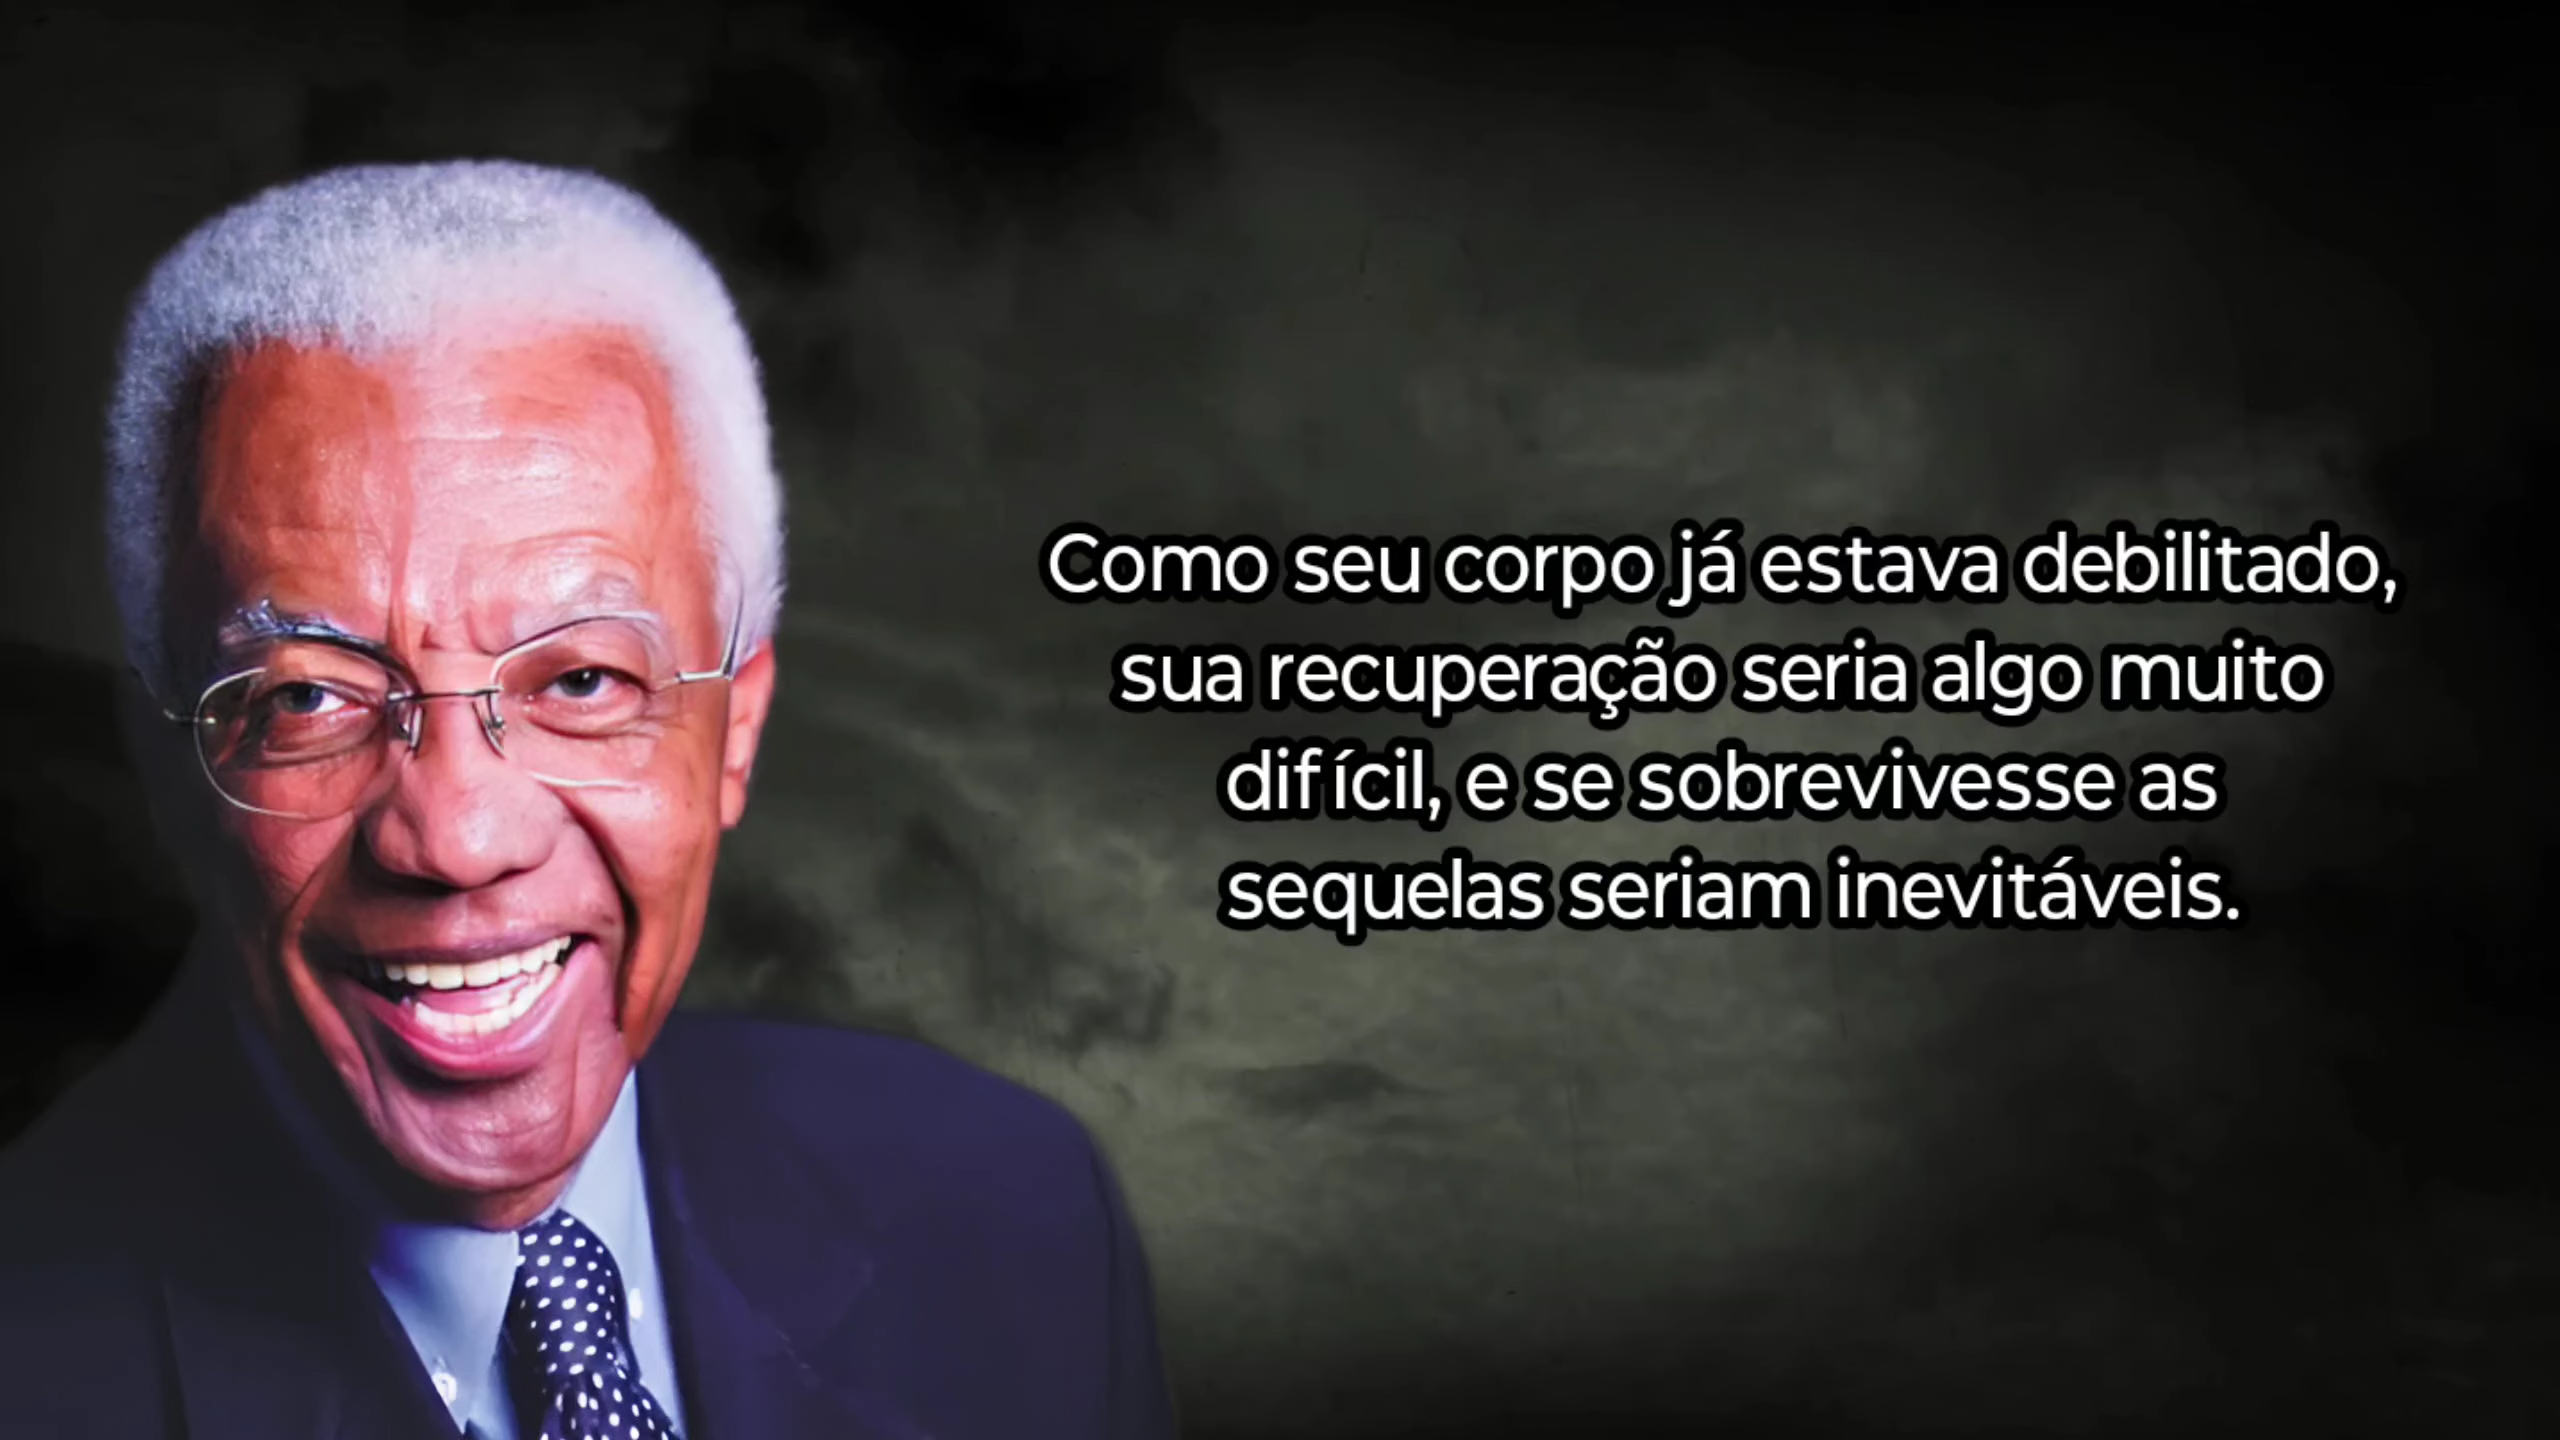 Como seu corpo já estava debilitado,
sua recuperação seria algo muito
difícil, e se sobrevivesse as
sequelas seriam inevitáveis.